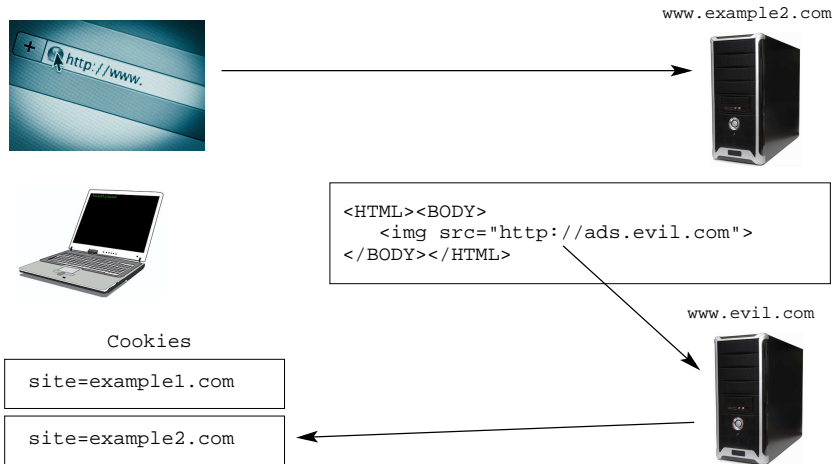 www.example2.com
http://www.
<HTML><BODY>
<img src="http://ads.evil.com">
</BODY></HTML>
www.evil.com
Cookies
site=example1.com
site=example2.com